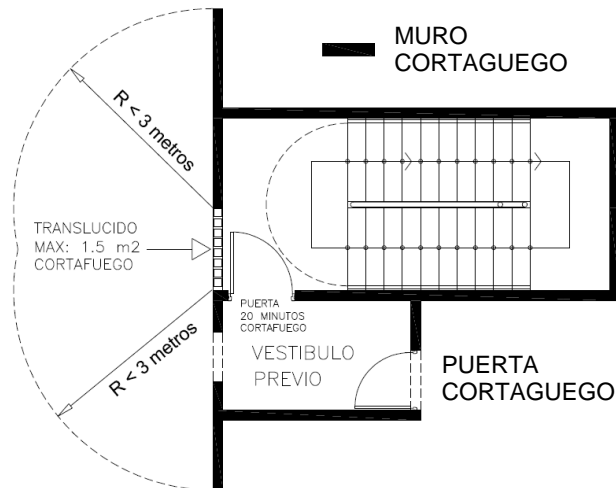 MURO
CORTAGUEGO
R < 3 metros
TRANSLUCIDO
MAX: 1.5 m2
CORTAFUEGO
PUERTA
20 MINUTOS
CORTAFUEGO
VESTIBULO
PREVIO
R < 3 metros
PUERTA
CORTAGUEGO